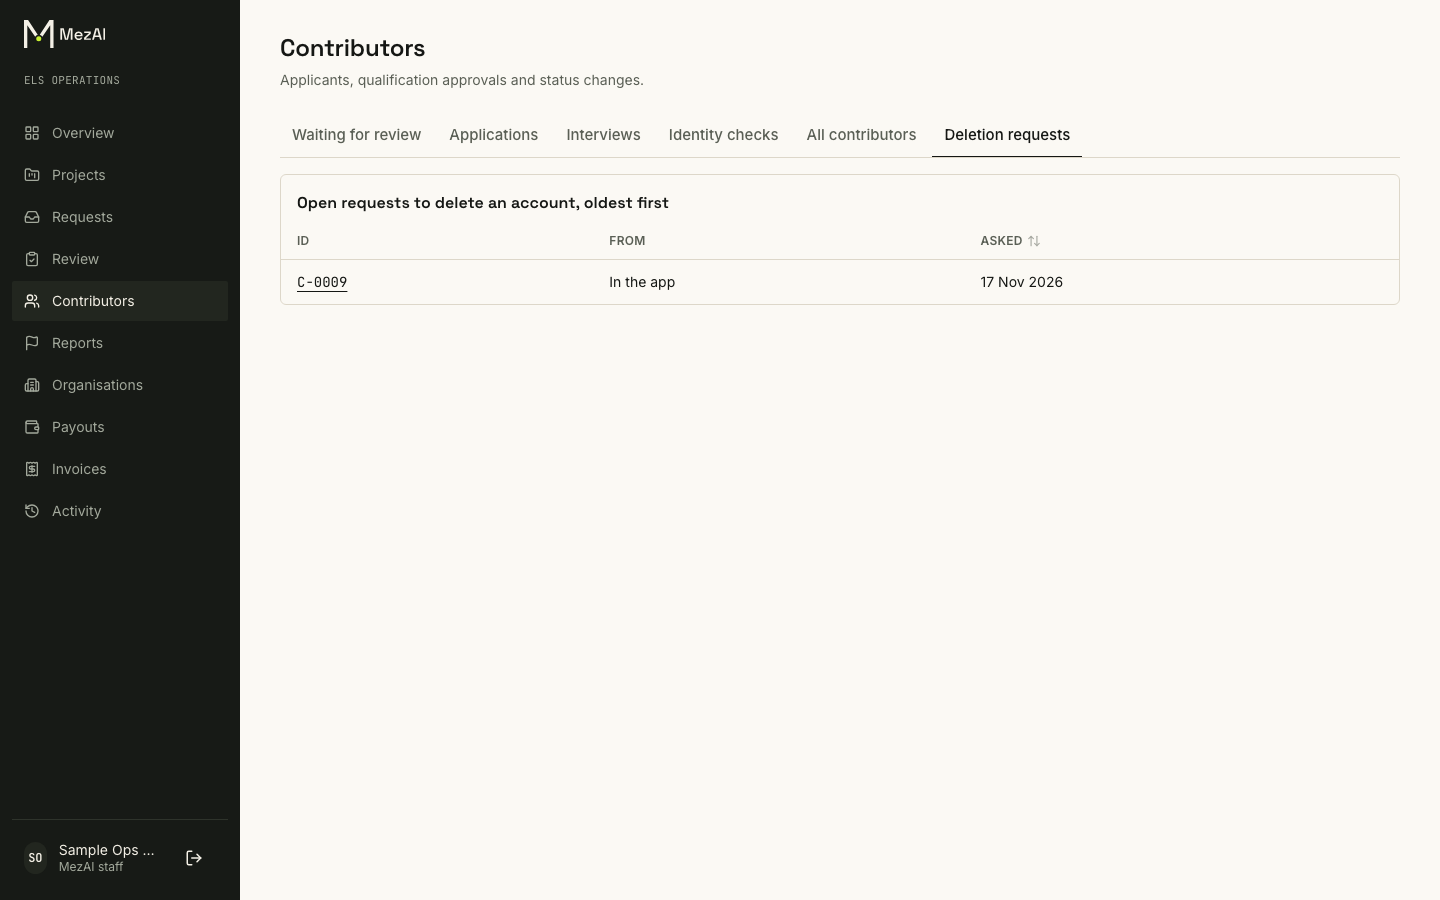 MezAI
ELS OPERATIONS
Overview
Projects
Requests
Review
Contributors
Reports
Organisations
Payouts
Invoices
Activity
SO
Sample Ops ...
MezAI staff
Contributors
Applicants, qualification approvals and status changes.
Waiting for review Applications Interviews Identity checks All contributors Deletion requests
Open requests to delete an account, oldest first
ID FROM ASKED
C-0009 In the app 17 Nov 2026